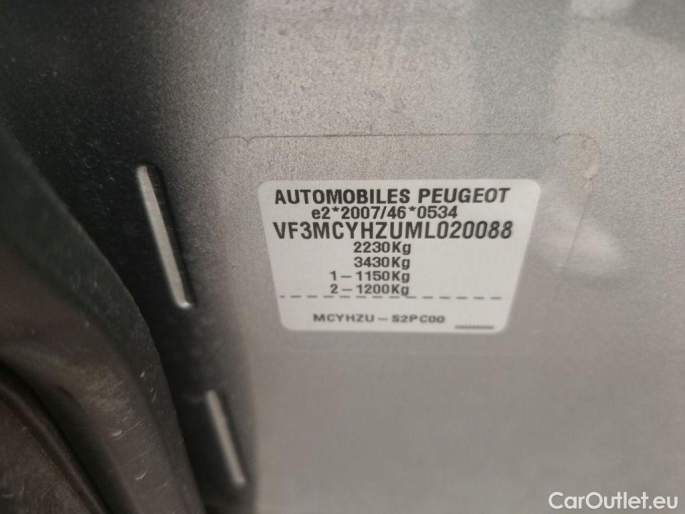 AUTOMOBILES PEUGEOT
e2*2007/46*0534
VF3MCYHZUML020088
2230Kg
3430Kg
1-1150Kg
2-1200Kg
MCYHZU-S2PC00
CarOutlet.eu